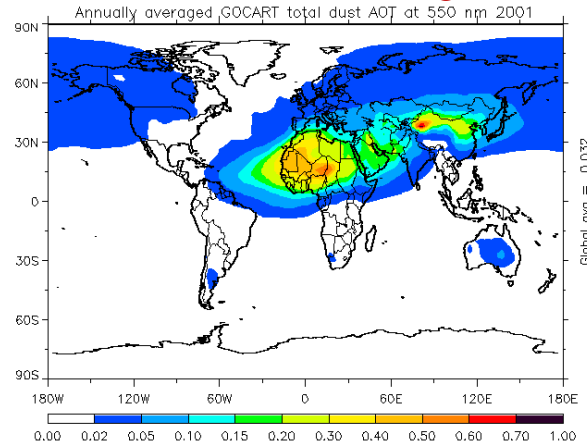 Annually averaged GOCART total dust AOT at 550 nm 2001
90N
60N
30N
0
30S
60S
90S
180W 120W 60W 0 60E 120E 180E
Global avg = 0.032
0.00 0.02 0.05 0.10 0.15 0.20 0.30 0.40 0.50 0.60 0.70 1.00